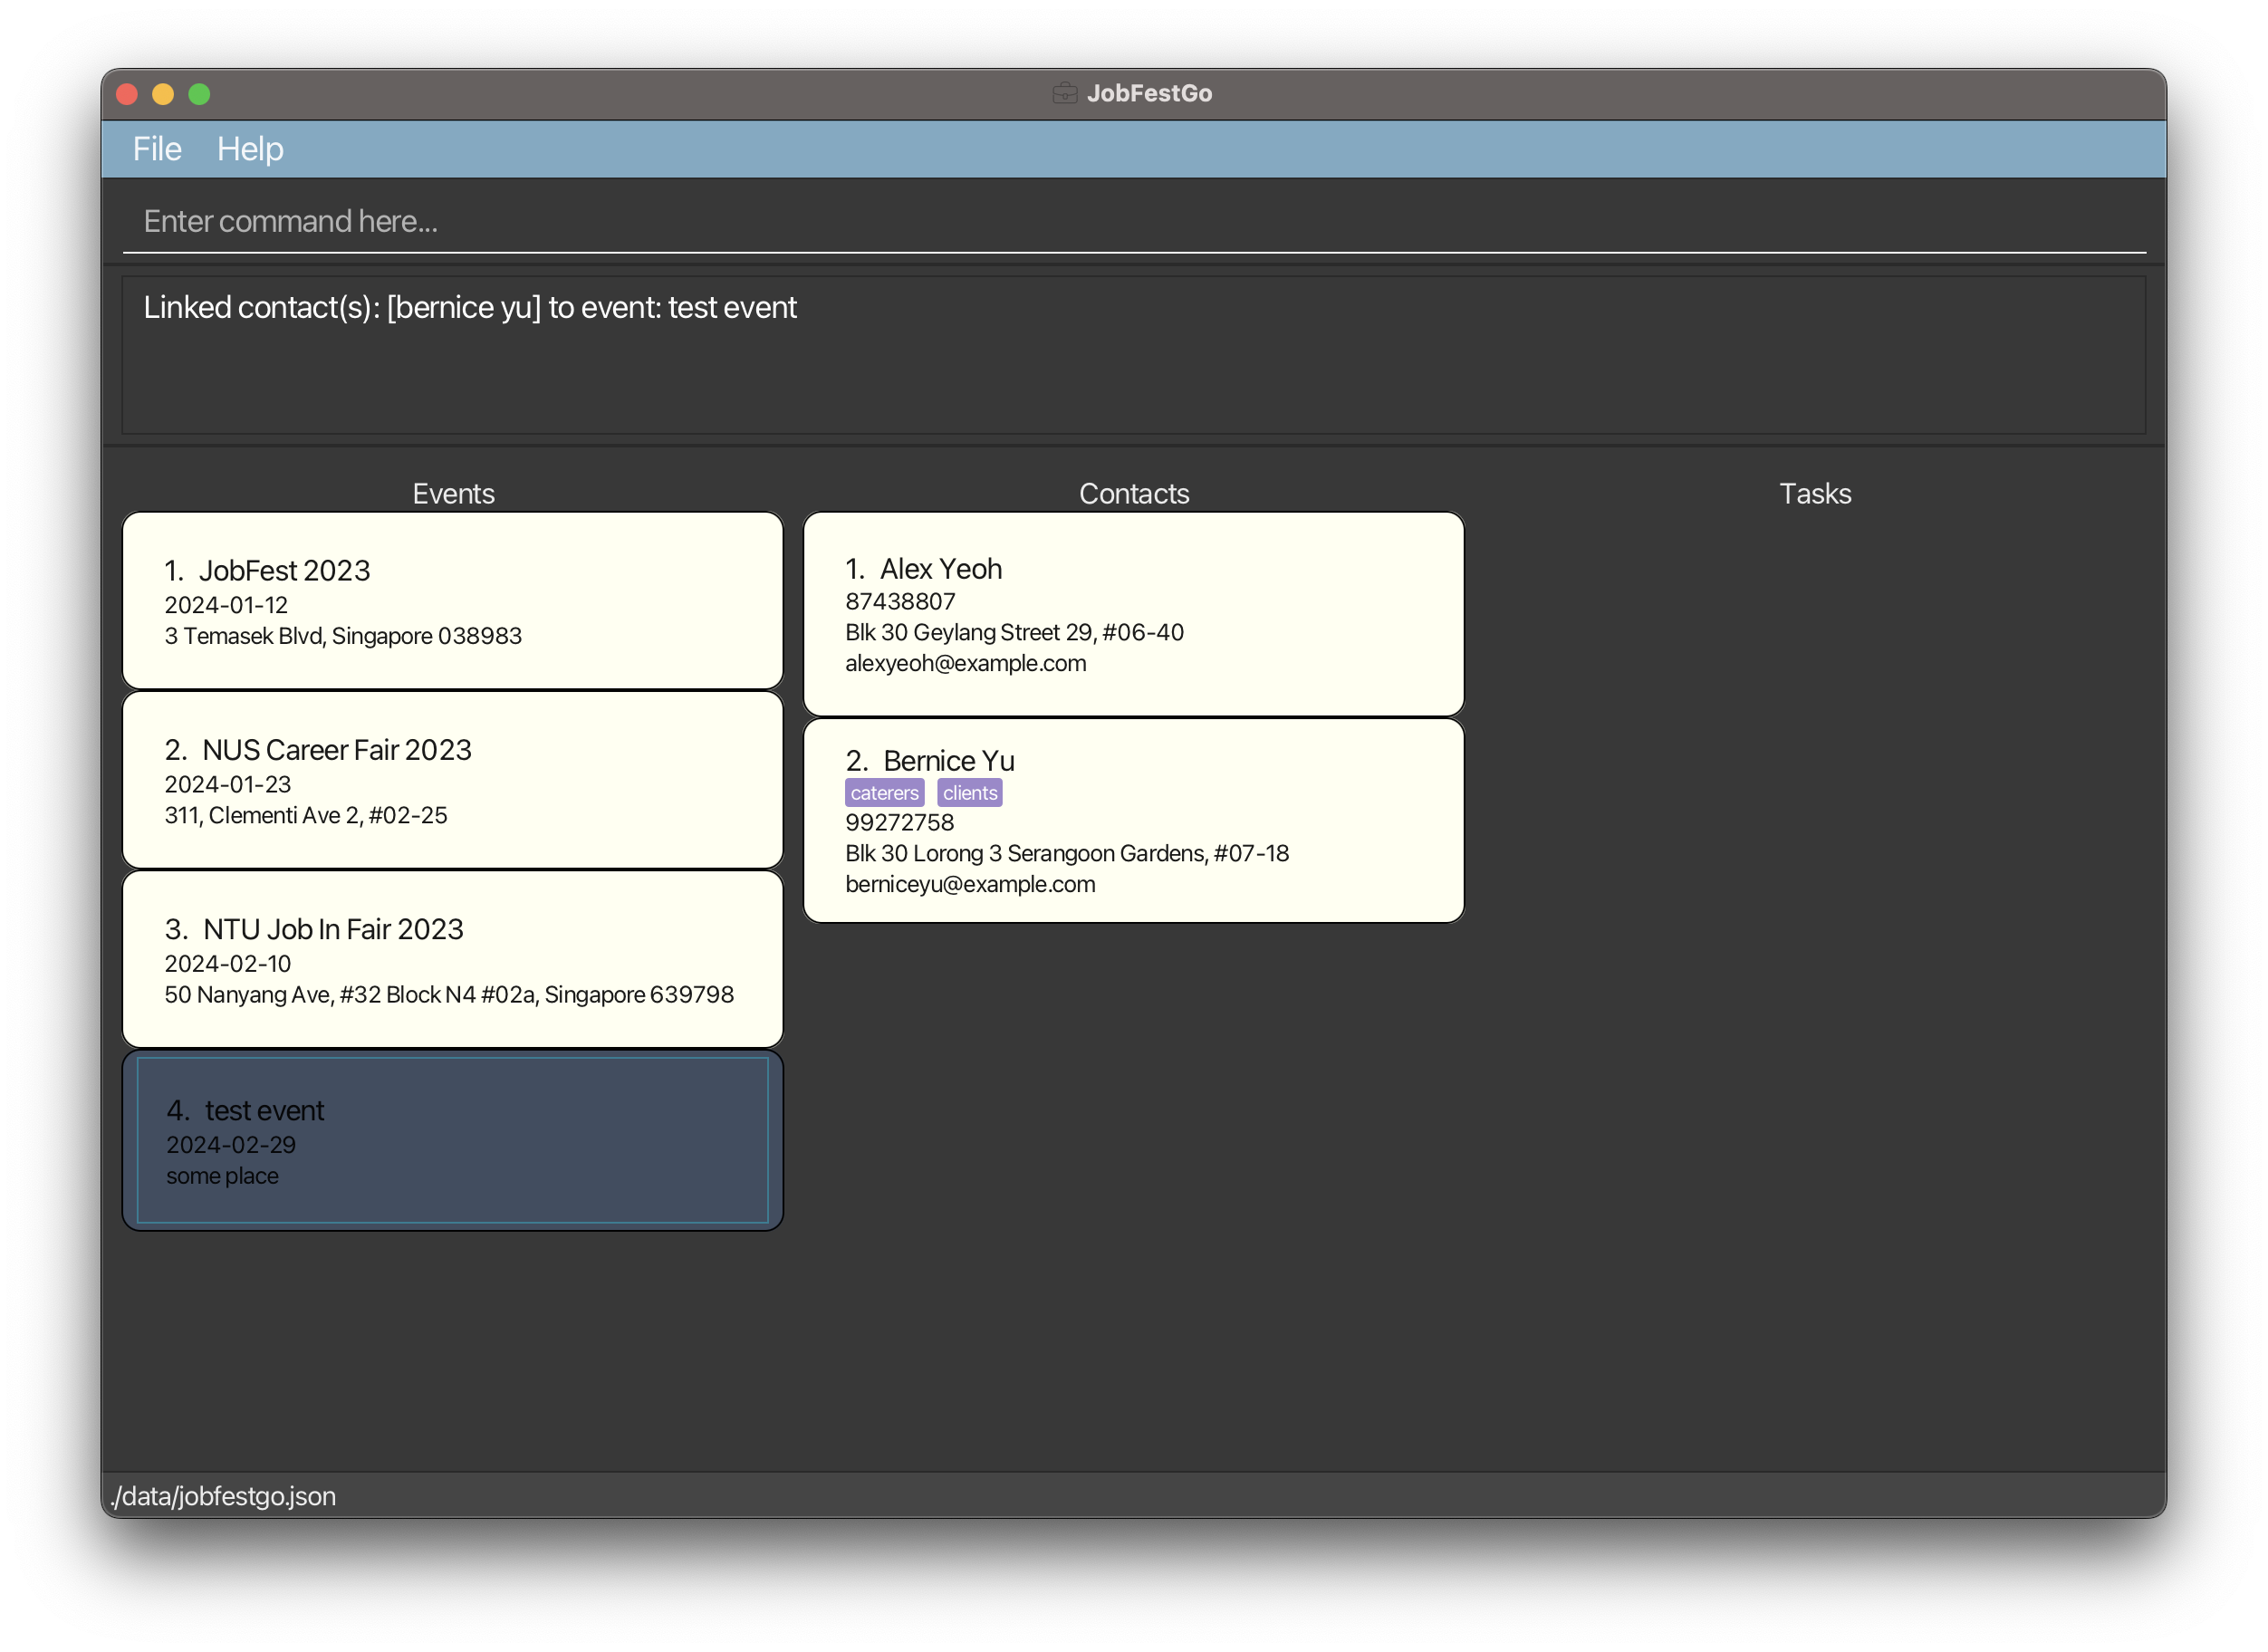 JobFestGo
File Help
Enter command here...
Linked contact(s): [bernice yu] to event: test event
Events
1. JobFest 2023
2024-01-12
3 Temasek Blvd, Singapore 038983
2. NUS Career Fair 2023
2024-01-23
311, Clementi Ave 2, #02-25
3. NTU Job In Fair 2023
2024-02-10
50 Nanyang Ave, #32 Block N4 #02a, Singapore 639798
4. test event
2024-02-29
some place
Contacts
1. Alex Yeoh
87438807
Blk 30 Geylang Street 29, #06-40
alexyeoh@example.com
2. Bernice Yu
caterers clients
99272758
Blk 30 Lorong 3 Serangoon Gardens, #07-18
berniceyu@example.com
Tasks
./data/jobfestgo.json